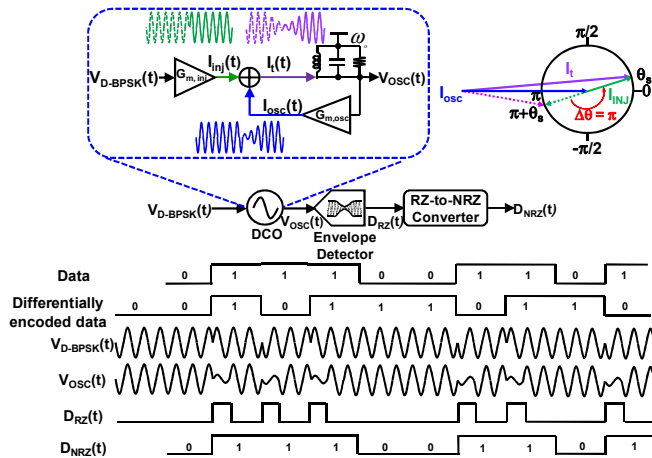 ω₀
I_inj(t) I_t(t)
V_D-BPSK(t) G_m,inj V_OSC(t)
I_osc(t)
G_m,osc
π/2
I_t θ_s
I_osc π 0
I_INJ
π+θ_s
Δθ = π
-π/2
V_D-BPSK(t) DCO V_OSC(t) Envelope Detector D_RZ(t) RZ-to-NRZ Converter D_NRZ(t)
Data 0 1 1 1 0 0 1 1 0 1
Differentially encoded data 0 0 1 0 1 1 1 0 1 1 0
V_D-BPSK(t)
V_OSC(t)
D_RZ(t)
D_NRZ(t) 0 1 1 1 0 0 1 1 0 1